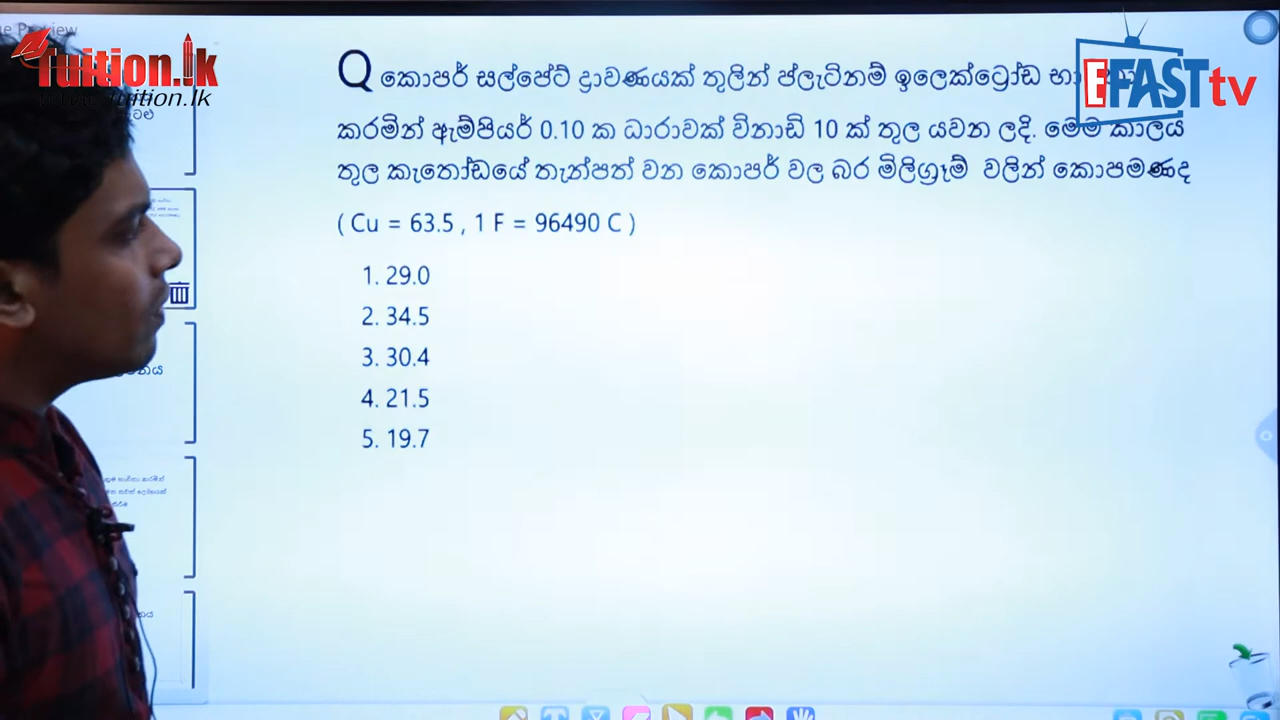 Tuition.lk
EFAST tv
Q කොපර් සල්පේට් ද්‍රාවණයක් තුලින් ප්ලැටිනම් ඉලෙක්ට්‍රෝඩ
කරමින් ඇම්පියර් 0.10 ක ධාරාවක් විනාඩි 10 ක් තුල යවන ලදි. මෙම කාලය
තුල කැතෝඩයේ තැන්පත් වන කොපර් වල බර මිලිග්‍රෑම් වලින් කොපමණද
( Cu = 63.5 , 1 F = 96490 C )
1. 29.0
2. 34.5
3. 30.4
4. 21.5
5. 19.7